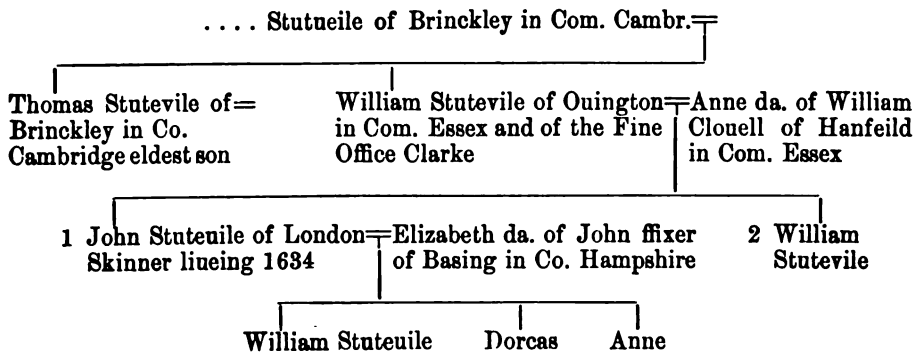 .... Stutueile of Brinckley in Com. Cambr.
Thomas Stutevile of=
Brinckley in Co.
Cambridge eldest son
William Stutevile of Ouington=Anne da. of William
in Com. Essex and of the Fine Clouell of Hanfeild
Office Clarke in Com. Essex
1 John Stuteuile of London=Elizabeth da. of John ffixer
Skinner liueing 1634 of Basing in Co. Hampshire
2 William
Stutevile
William Stuteuile Dorcas Anne